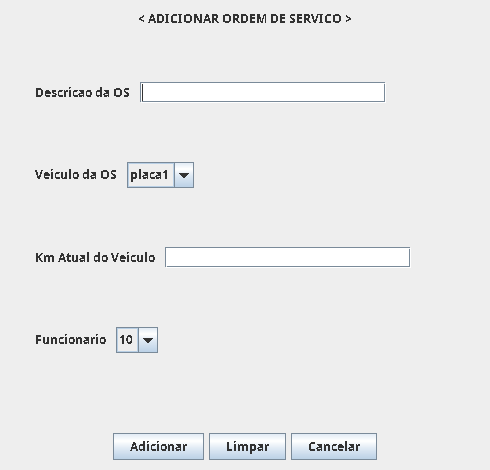 < ADICIONAR ORDEM DE SERVICO >
Descricao da OS
Veiculo da OS placa1
Km Atual do Veiculo
Funcionario 10
Adicionar Limpar Cancelar